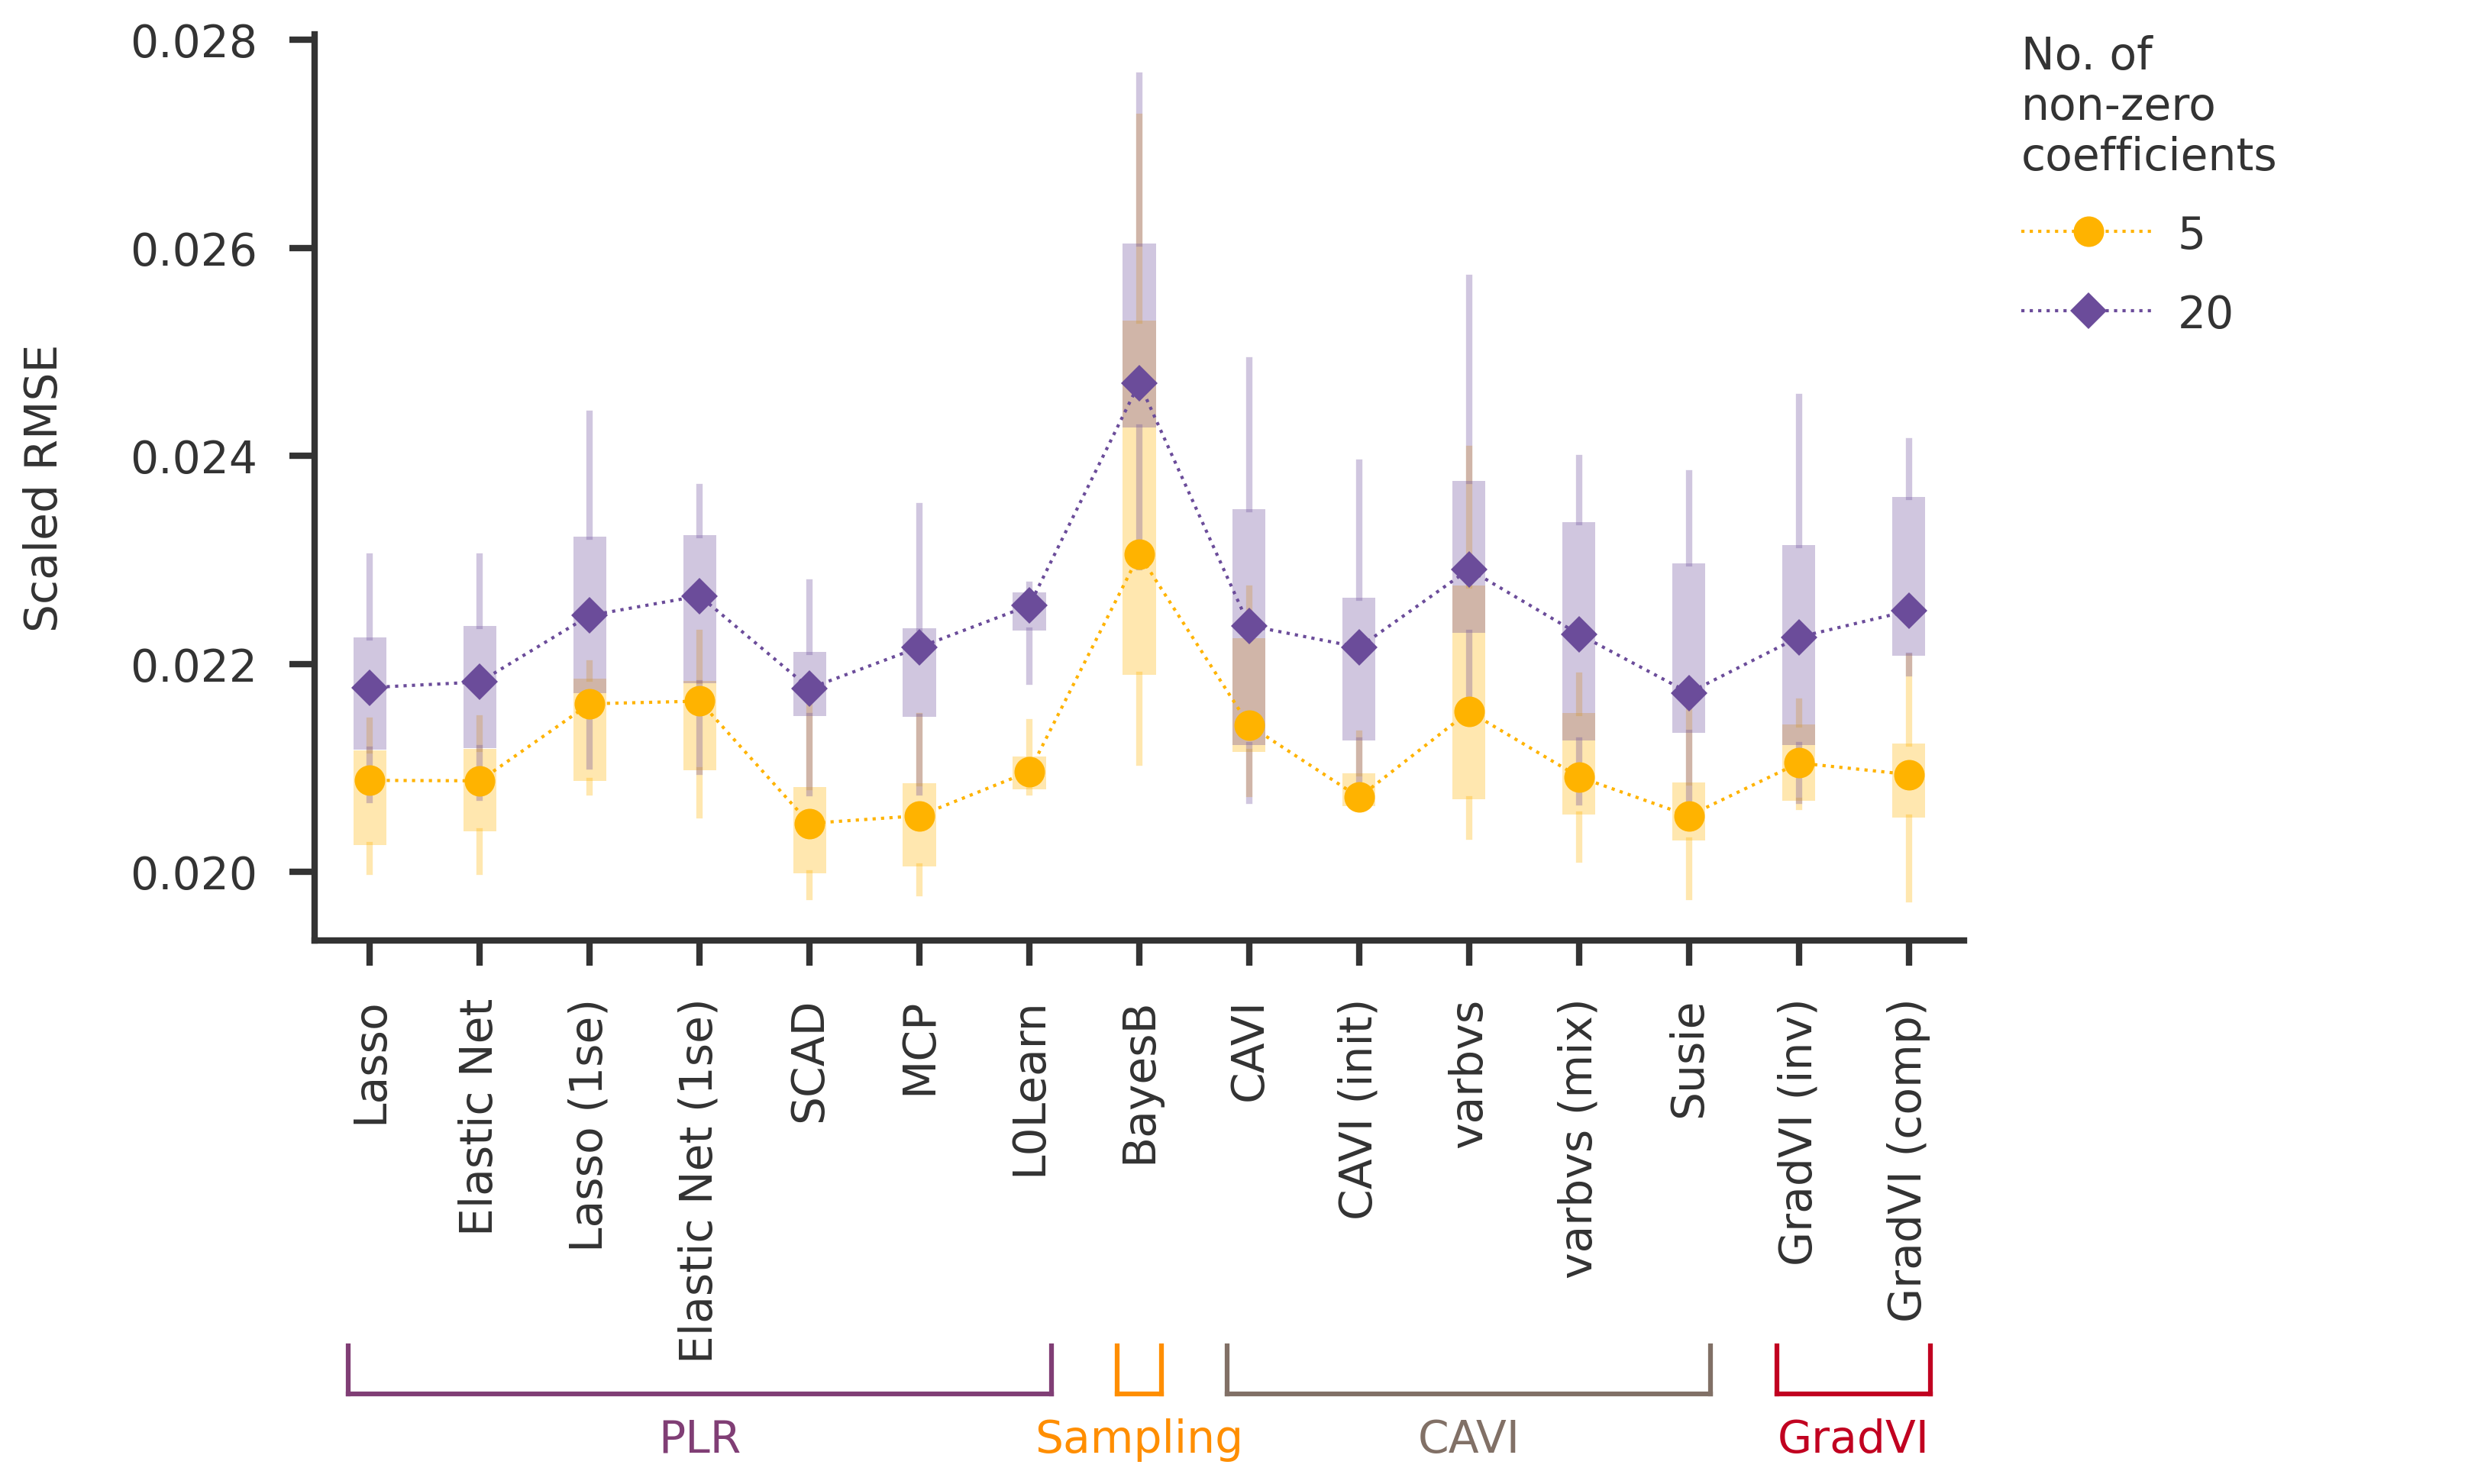 Scaled RMSE
0.028
0.026
0.024
0.022
0.020
No. of
non-zero
coefficients
5
20
Lasso
Elastic Net
Lasso (1se)
Elastic Net (1se)
SCAD
MCP
L0Learn
BayesB
CAVI
CAVI (init)
varbvs
varbvs (mix)
Susie
GradVI (inv)
GradVI (comp)
PLR
Sampling
CAVI
GradVI